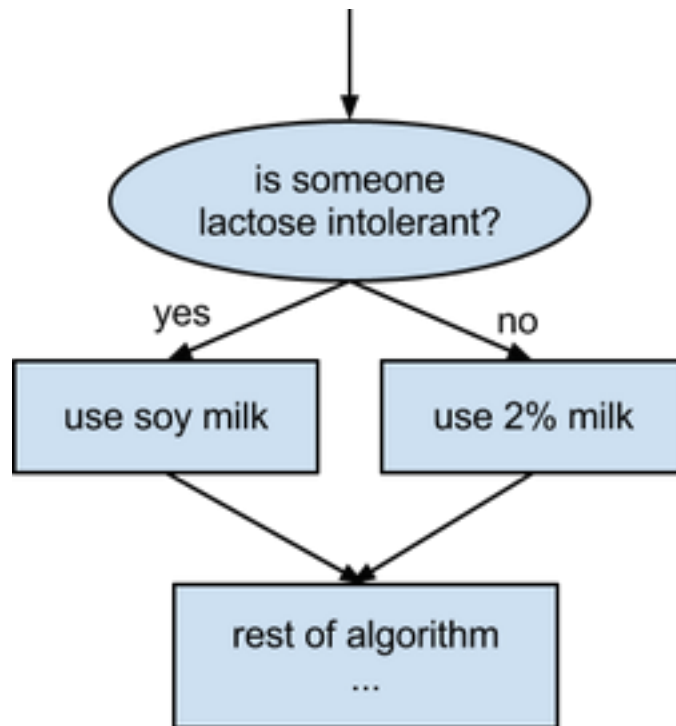 is someone
lactose intolerant?
yes
no
use soy milk
use 2% milk
rest of algorithm
...